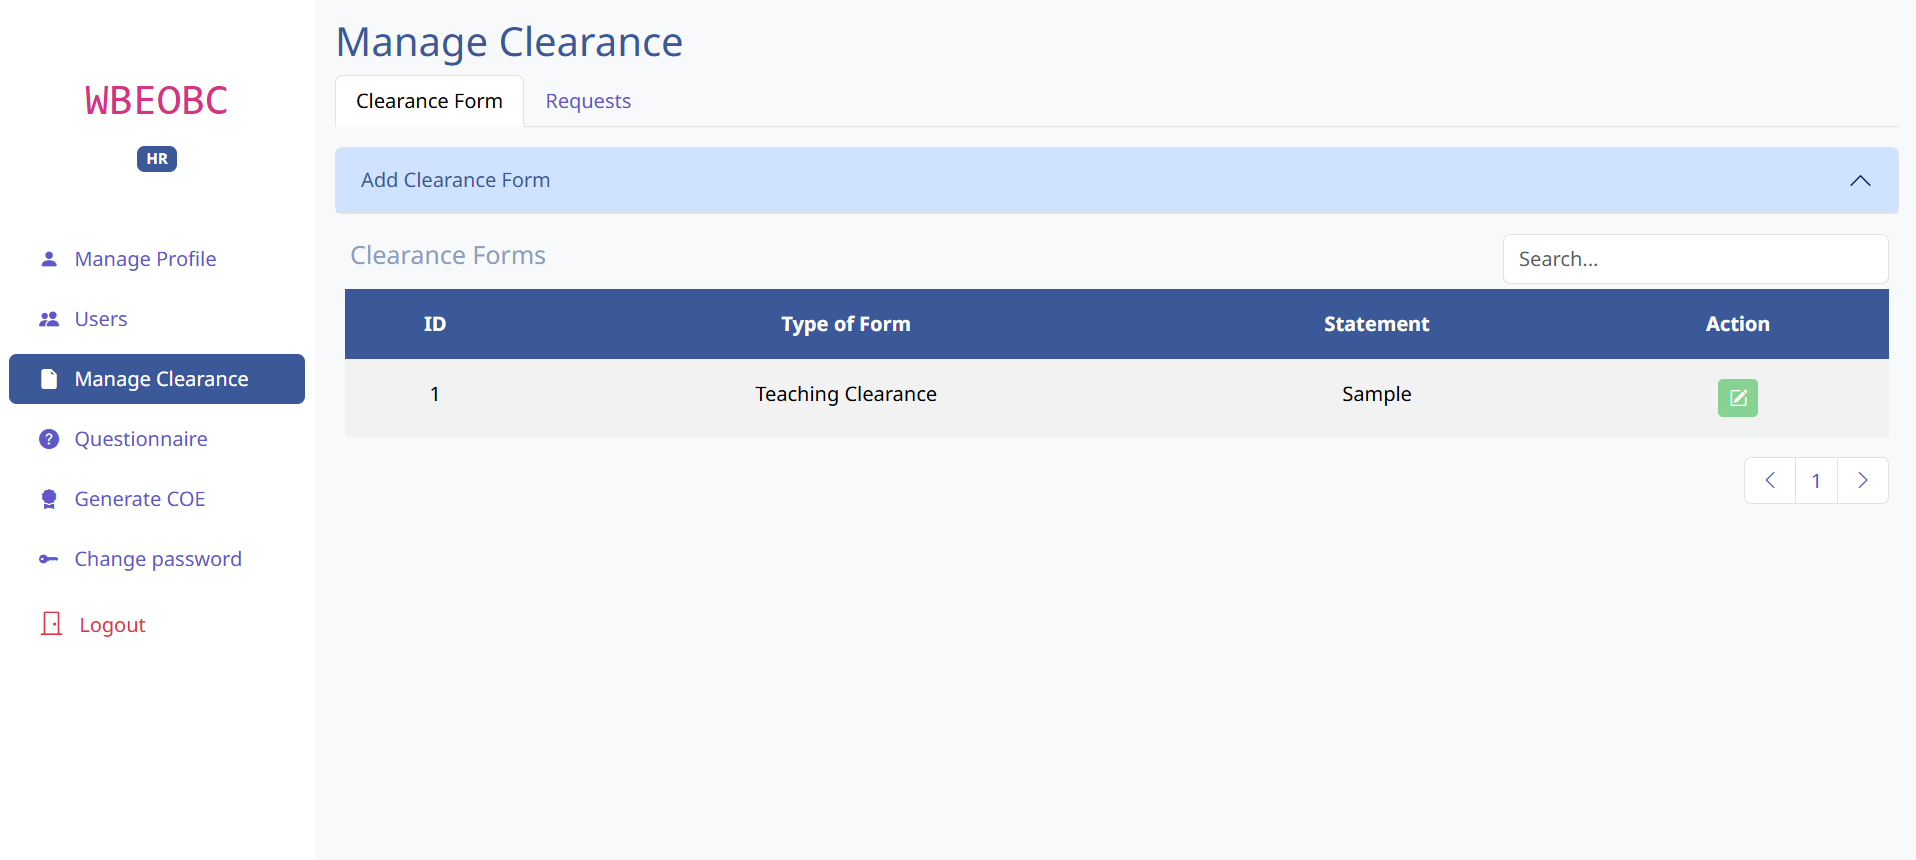 WBEOBC
HR
Manage Profile
Users
Manage Clearance
Questionnaire
Generate COE
Change password
Logout
Manage Clearance
Clearance Form Requests
Add Clearance Form
Clearance Forms Search...
ID Type of Form Statement Action
1 Teaching Clearance Sample
1